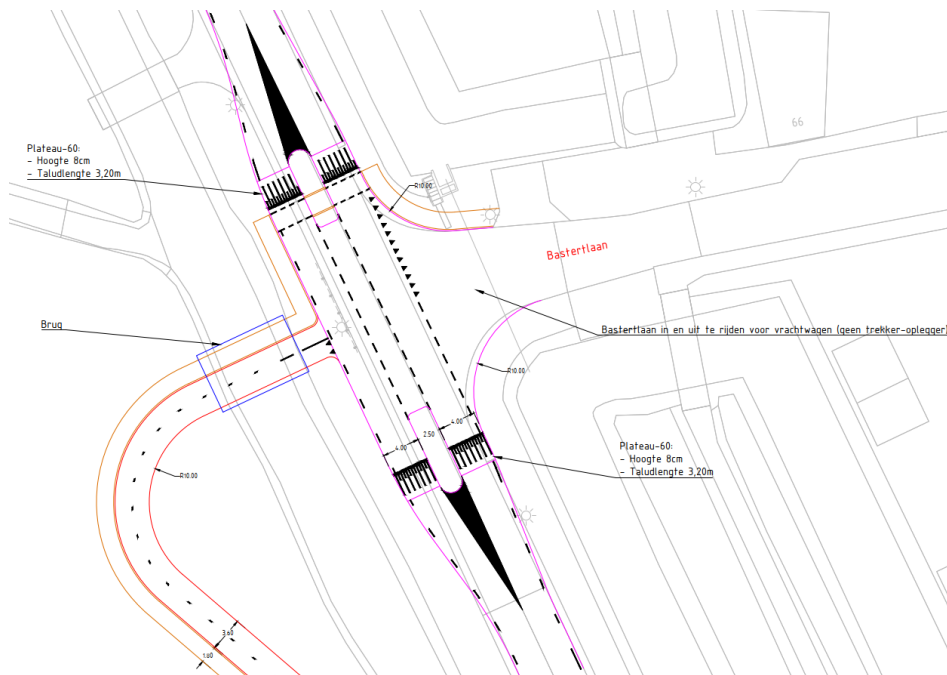 Plateau-60:
- Hoogte 8cm
- Taludlengte 3,20m
66
R10.00
Bastertlaan
Brug
Bastertlaan in en uit te rijden voor vrachtwagen (geen trekker-oplegger)
R10.00
4.00
2.50
4.00
Plateau-60:
- Hoogte 8cm
- Taludlengte 3,20m
R10.00
3.60
1.80